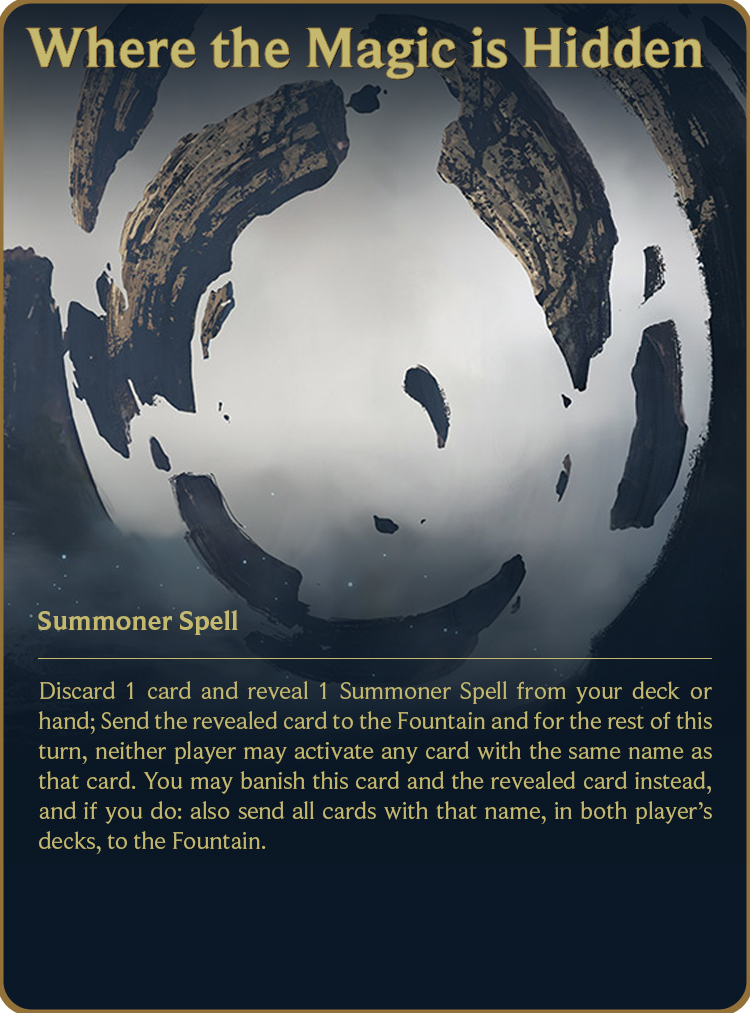 Where the Magic is Hidden
Summoner Spell
Discard 1 card and reveal 1 Summoner Spell from your deck or
hand; Send the revealed card to the Fountain and for the rest of this
turn, neither player may activate any card with the same name as
that card. You may banish this card and the revealed card instead,
and if you do: also send all cards with that name, in both player’s
decks, to the Fountain.